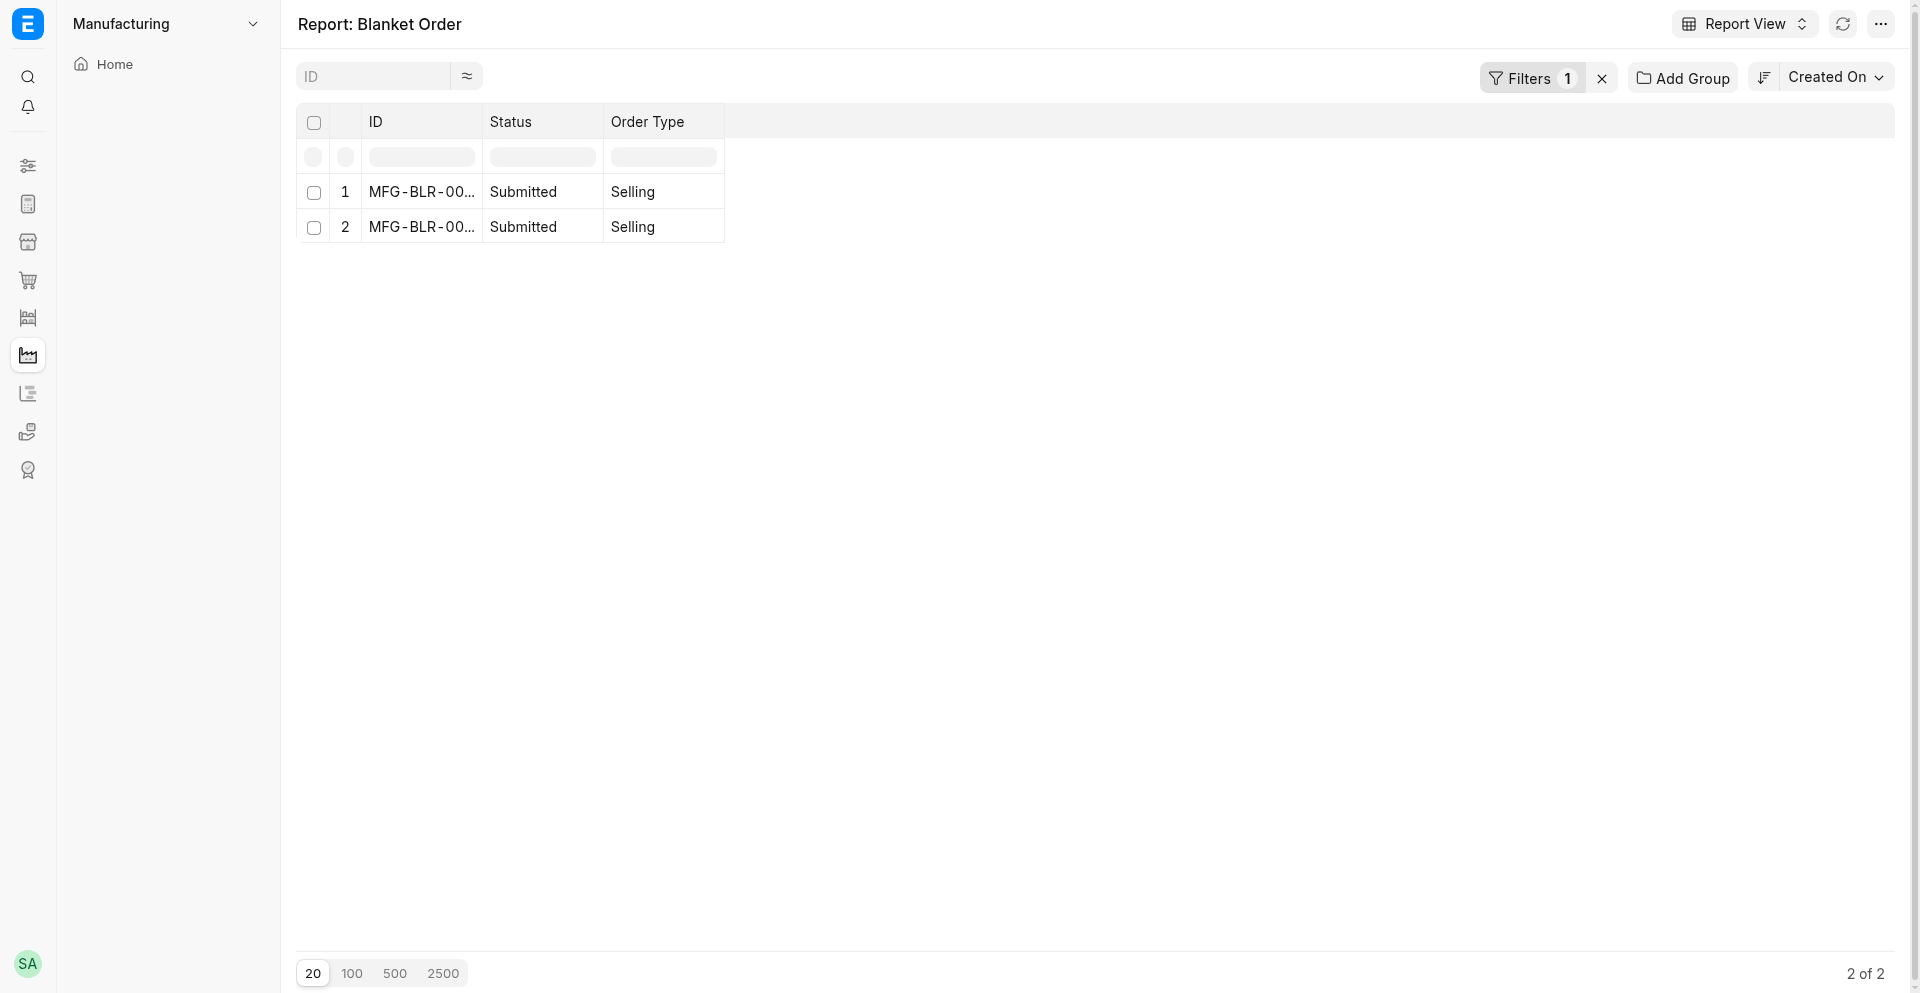 Manufacturing
Report: Blanket Order
Report View
Home
ID
≈
Filters 1
Add Group
Created On
ID Status Order Type
1 MFG-BLR-00... Submitted Selling
2 MFG-BLR-00... Submitted Selling
SA
20 100 500 2500
2 of 2